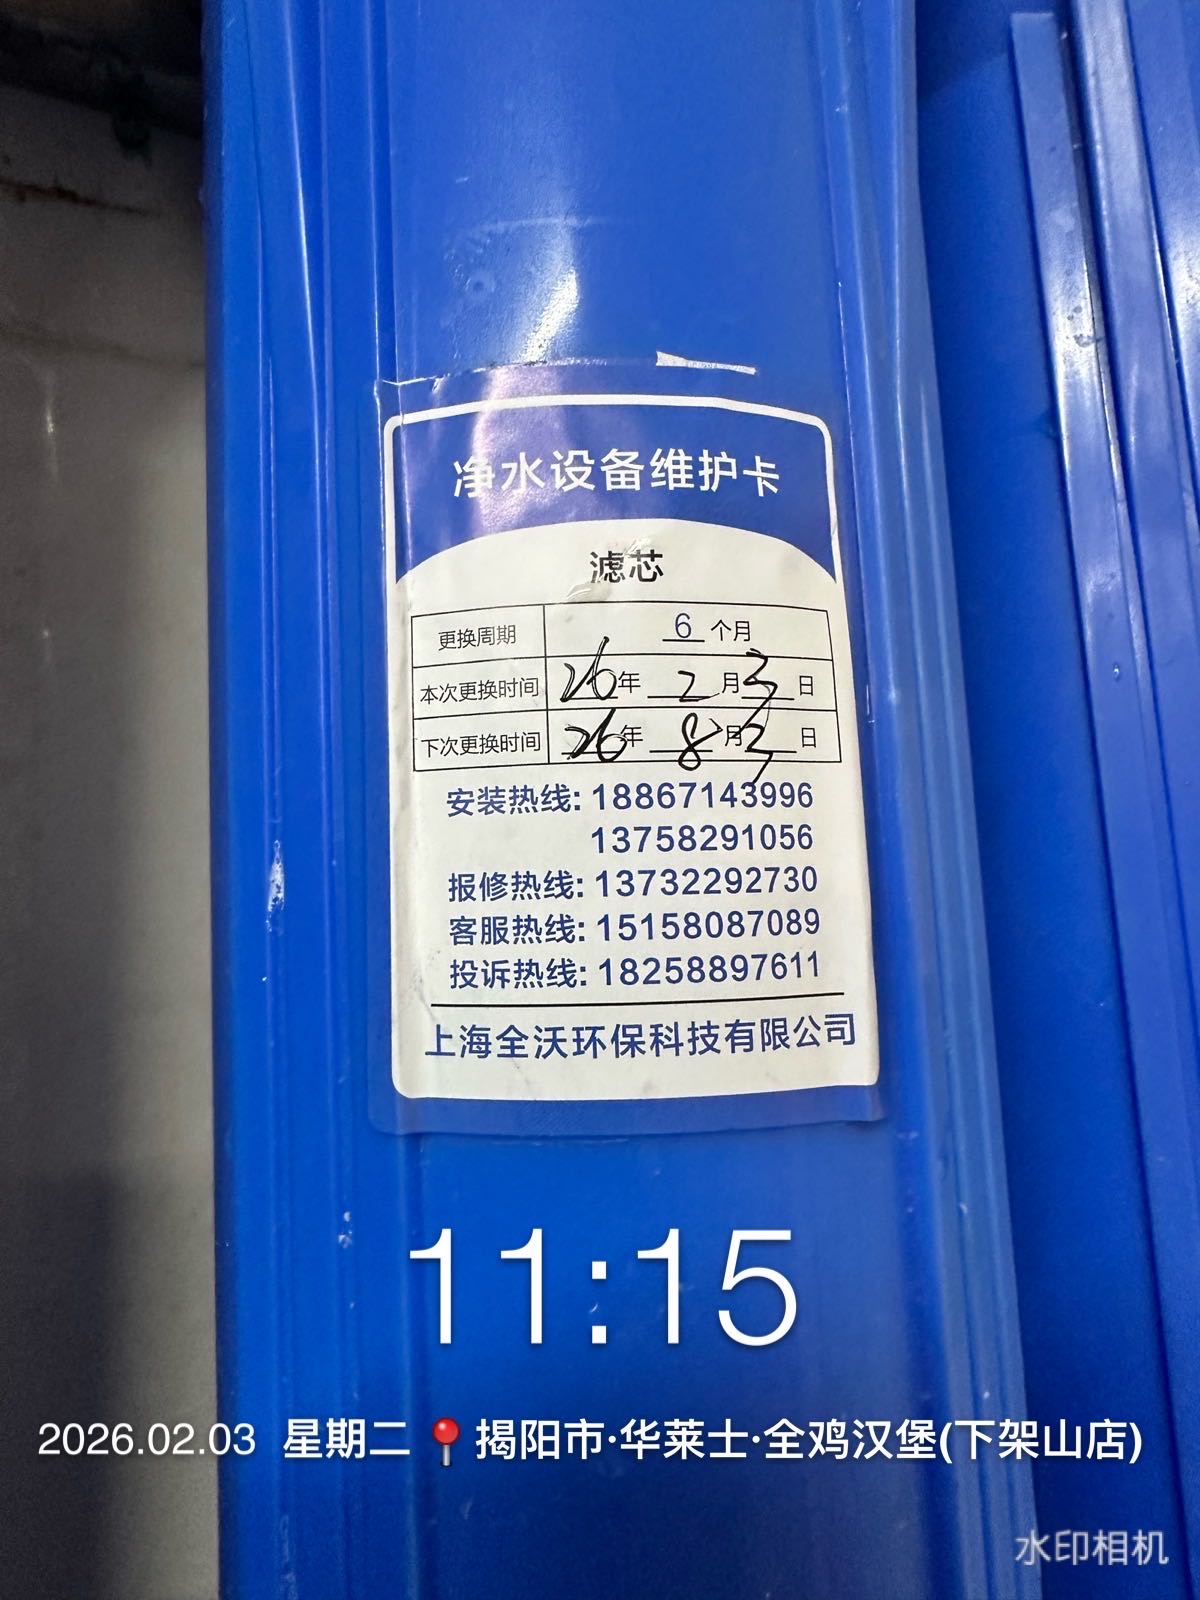 净水设备维护卡
滤芯
更换周期 6 个月
本次更换时间 26年 2月3日
下次更换时间 26年 8月3日
安装热线: 18867143996
13758291056
报修热线: 13732292730
客服热线: 15158087089
投诉热线: 18258897611
上海全沃环保科技有限公司
11:15
2026.02.03 星期二 📍揭阳市·华莱士·全鸡汉堡(下架山店)
水印相机